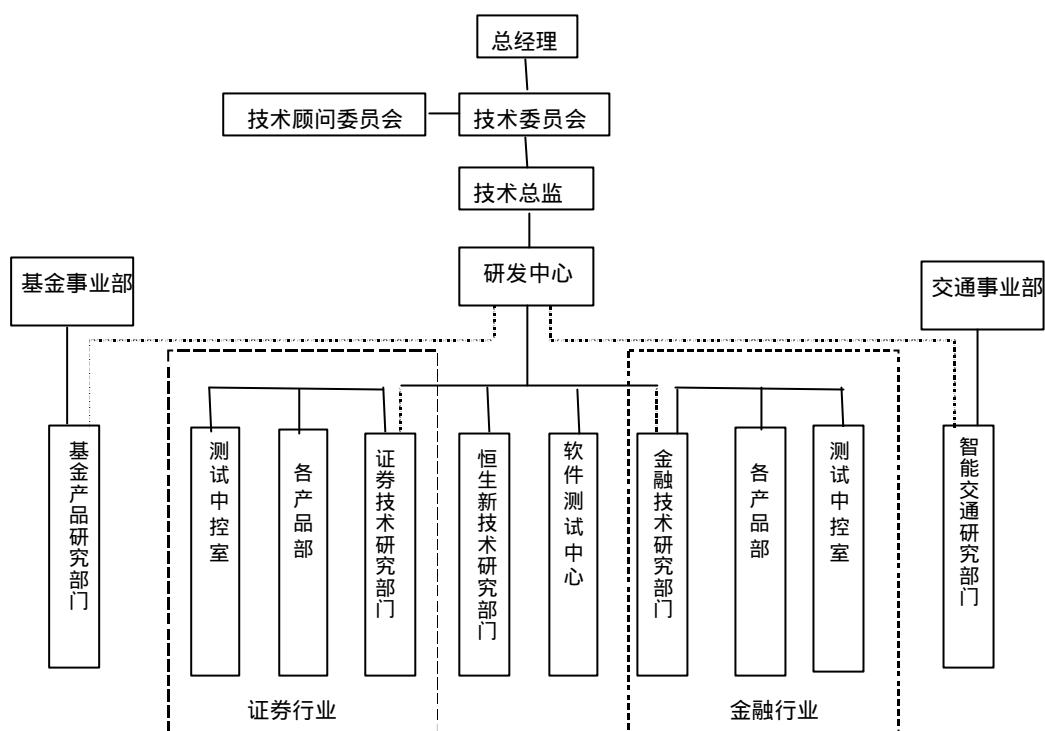 总经理
技术顾问委员会
技术委员会
技术总监
研发中心
基金事业部
交通事业部
基金产品研究部门
测试中控室
各产品部
证券技术研究部门
恒生新技术研究部门
软件测试中心
金融技术研究部门
各产品部
测试中控室
智能交通研究部门
证券行业
金融行业